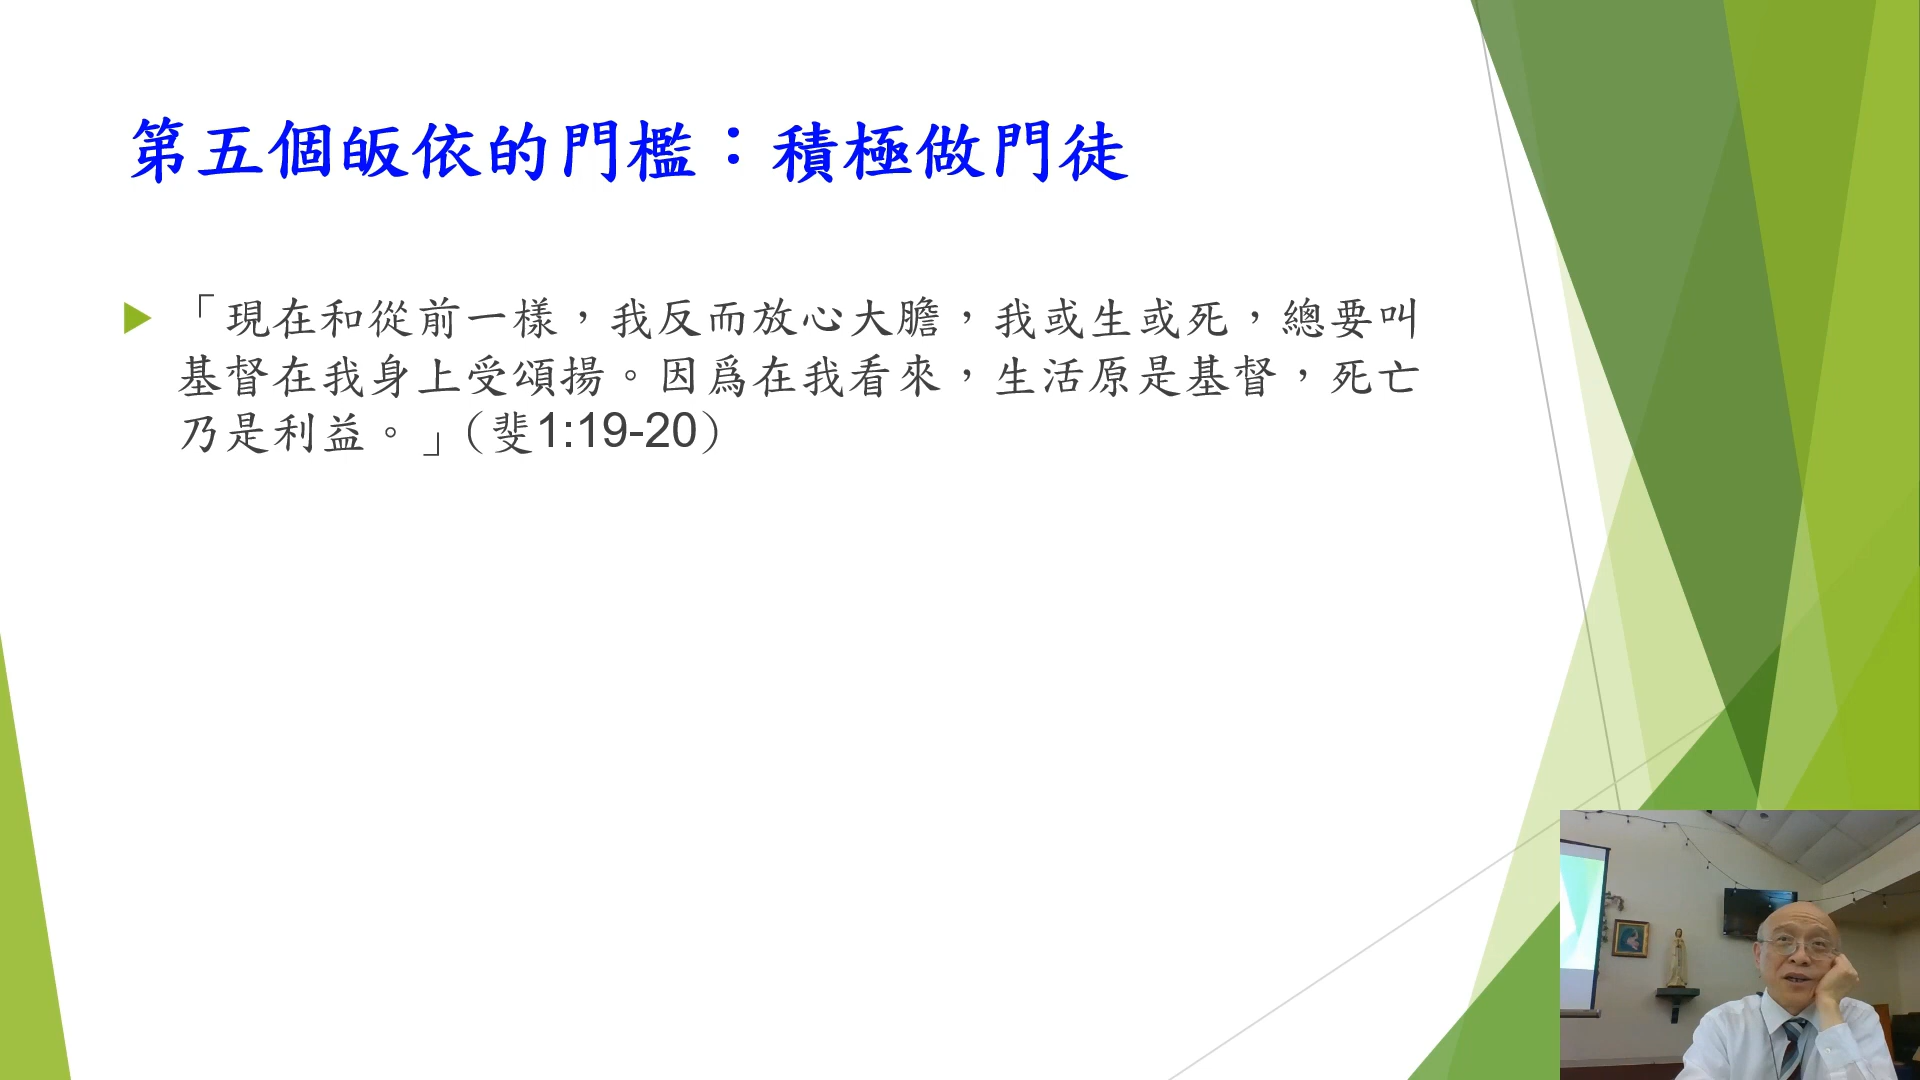 第五個皈依的門檻：積極做門徒
「現在和從前一樣，我反而放心大膽，我或生或死，總要叫
基督在我身上受頌揚。因爲在我看來，生活原是基督，死亡
乃是利益。」（斐1:19-20）